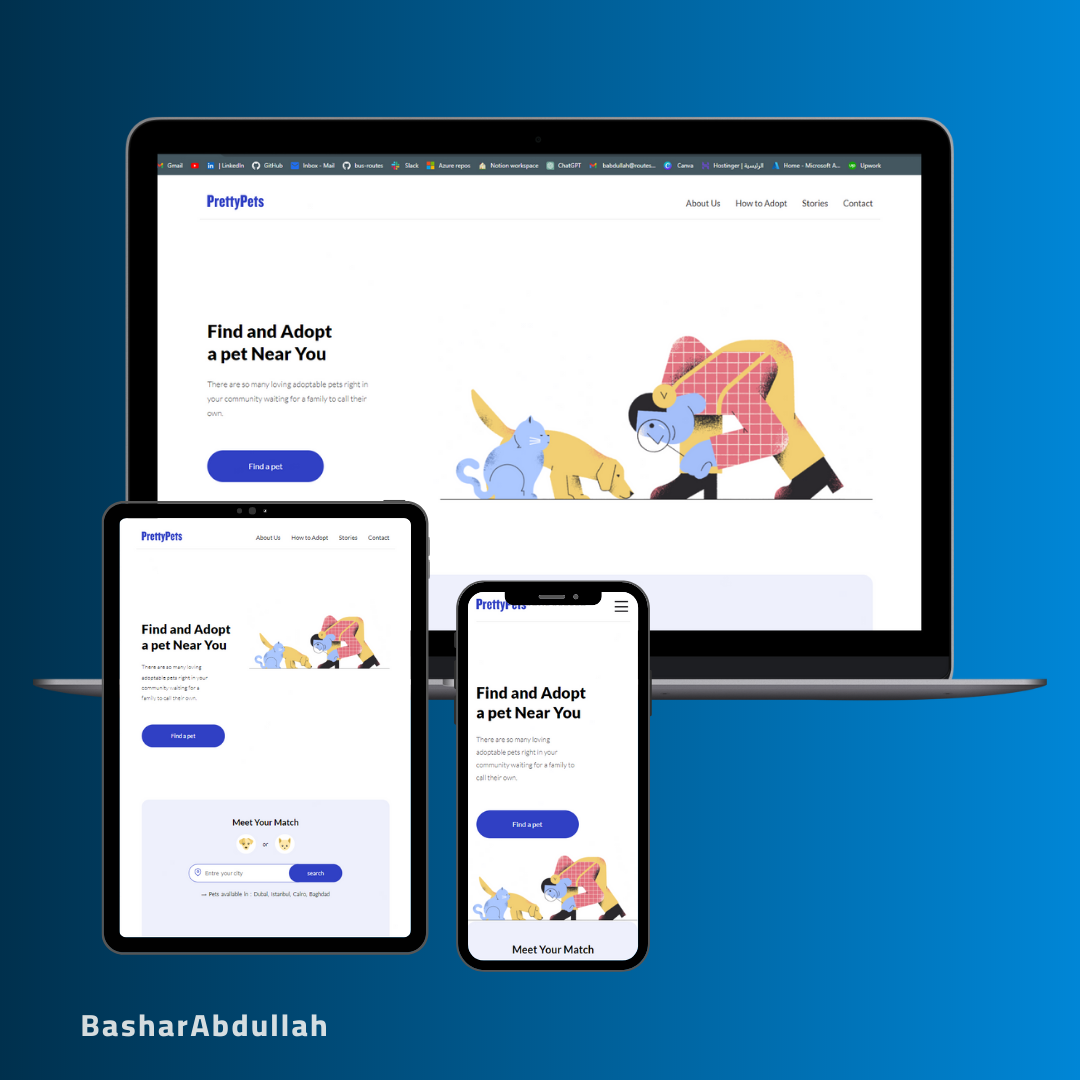 Gmail | LinkedIn GitHub Inbox - Mail bus-routes Slack Azure repos Notion workspace ChatGPT babdullah@routes... Canva Hostinger | الرئيسية Home - Microsoft A... Upwork
PrettyPets
About Us How to Adopt Stories Contact
Find and Adopt
a pet Near You
There are so many loving adoptable pets right in
your community waiting for a family to call their
own.
Find a pet
PrettyPets
About Us How to Adopt Stories Contact
Find and Adopt
a pet Near You
There are so many loving
adoptable pets right in your
community waiting for a
family to call their own.
Find a pet
Meet Your Match
or
Entre your city
search
Pets available in : Dubai, Istanbul, Cairo, Baghdad
PrettyPets
Find and Adopt
a pet Near You
There are so many loving
adoptable pets right in your
community waiting for a family to
call their own.
Find a pet
Meet Your Match
BasharAbdullah